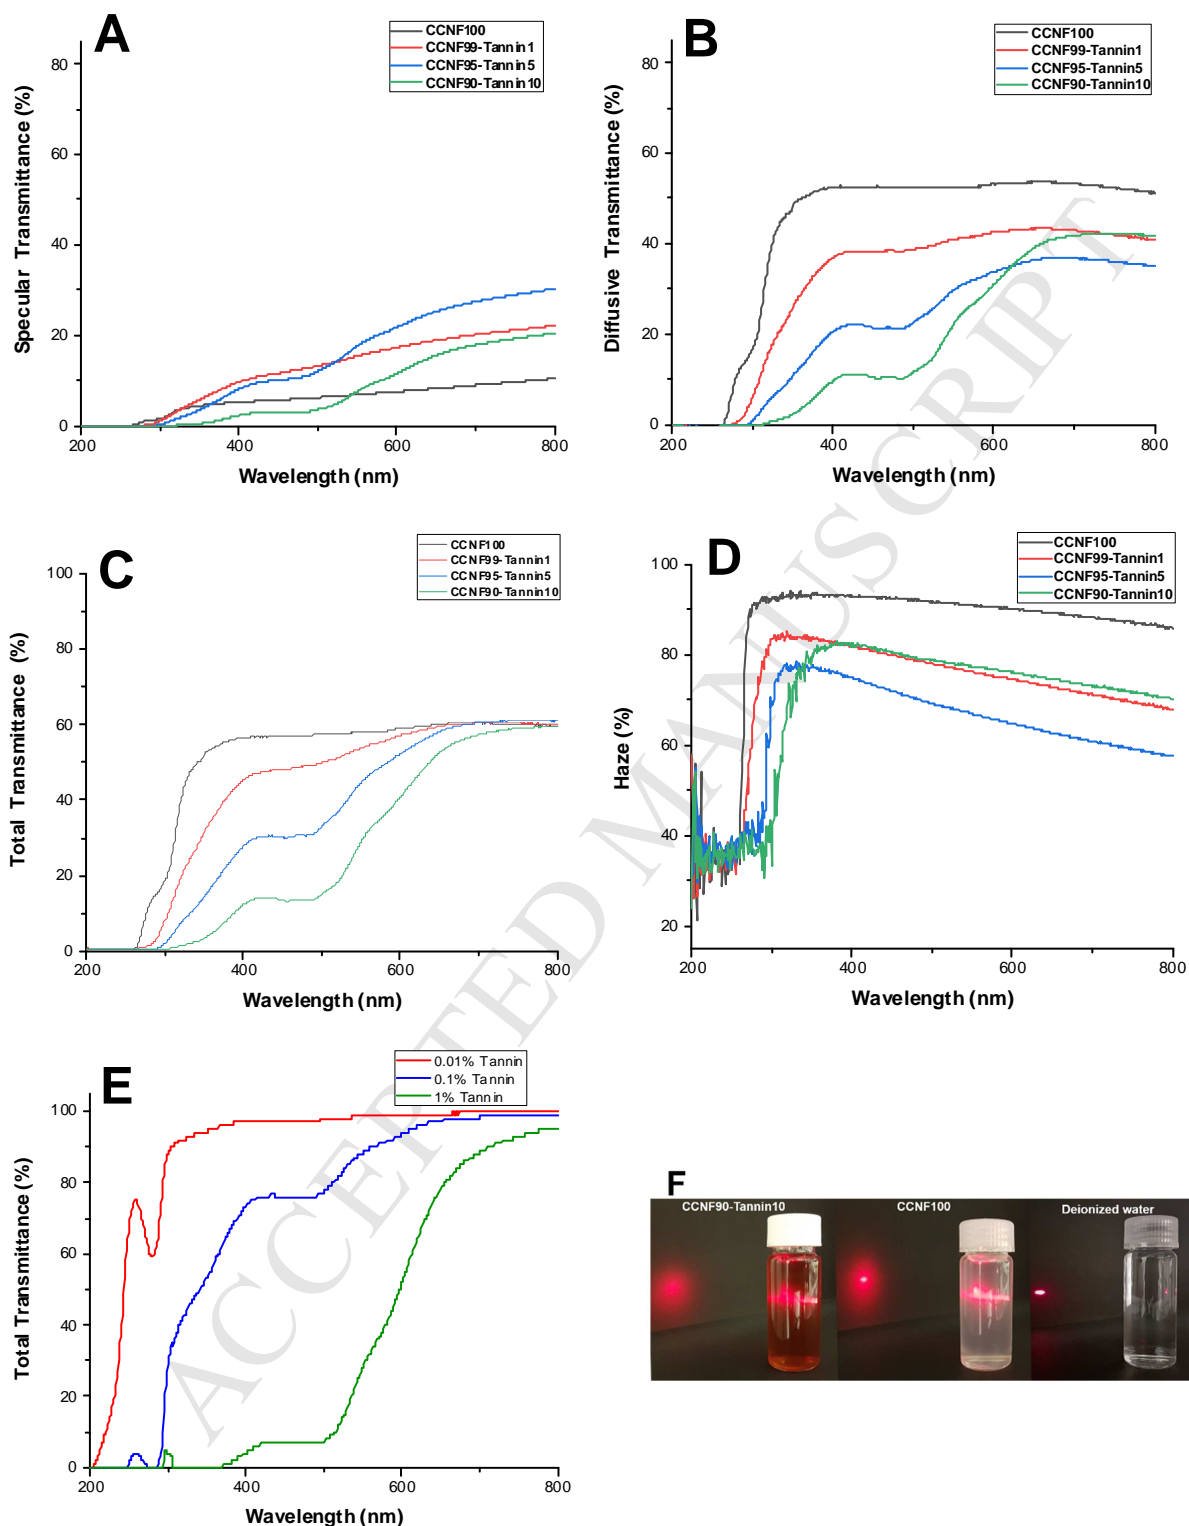 A
CCNF100
CCNF99-Tannin1
CCNF95-Tannin5
CCNF90-Tannin10
Specular Transmittance (%)
80
60
40
20
0
200
400
600
800
Wavelength (nm)
B
CCNF100
CCNF99-Tannin1
CCNF95-Tannin5
CCNF90-Tannin10
Diffusive Transmittance (%)
80
60
40
20
0
200
400
600
800
Wavelength (nm)
C
CCNF100
CCNF99-Tannin1
CCNF95-Tannin5
CCNF90-Tannin10
Total Transmittance (%)
100
80
60
40
20
0
200
400
600
800
Wavelength (nm)
D
CCNF100
CCNF99-Tannin1
CCNF95-Tannin5
CCNF90-Tannin10
Haze (%)
100
80
60
40
20
200
400
600
800
Wavelength (nm)
E
0.01% Tannin
0.1% Tannin
1% Tannin
Total Transmittance (%)
100
80
60
40
20
0
200
400
600
800
Wavelength (nm)
F
CCNF90-Tannin10
CCNF100
Deionized water
ACCEPTED MANUSCRIPT